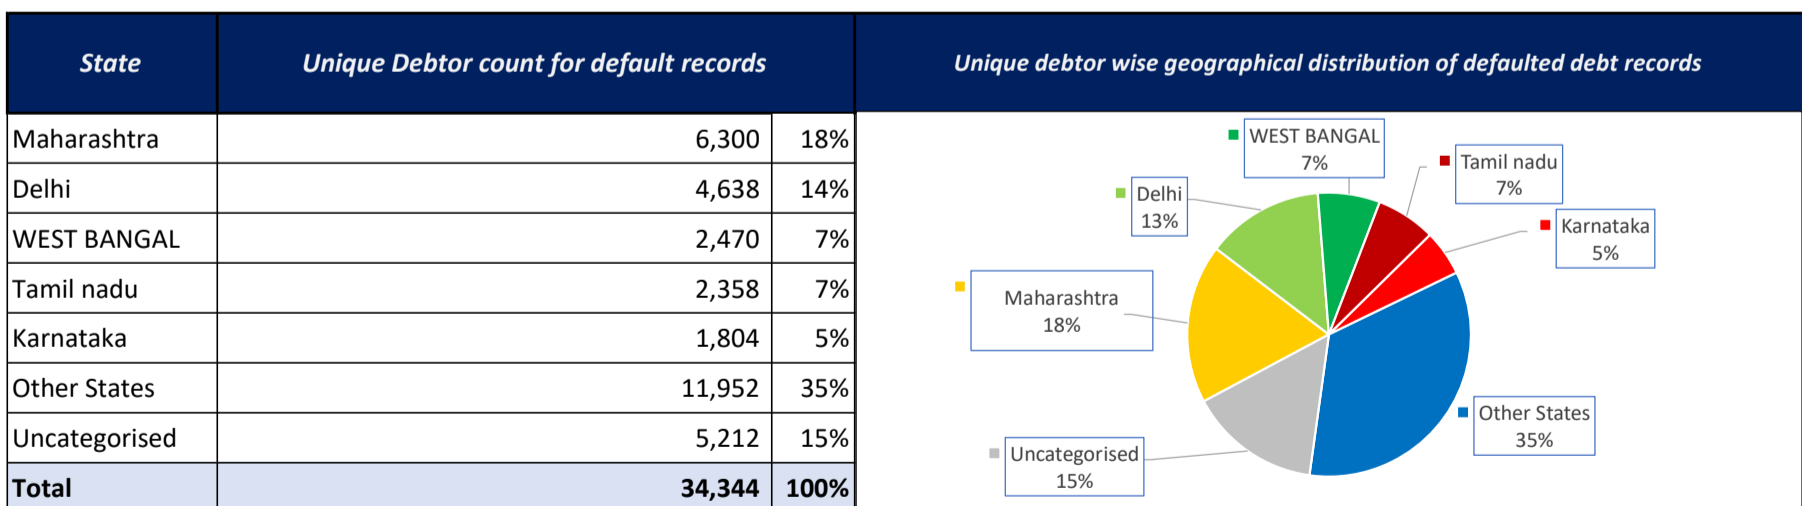 State Unique Debtor count for default records Unique debtor wise geographical distribution of defaulted debt records
Maharashtra 6,300 18%
Delhi 4,638 14%
WEST BANGAL 2,470 7%
Tamil nadu 2,358 7%
Karnataka 1,804 5%
Other States 11,952 35%
Uncategorised 5,212 15%
Total 34,344 100%
WEST BANGAL
7%
Tamil nadu
7%
Delhi
13%
Karnataka
5%
Maharashtra
18%
Other States
35%
Uncategorised
15%